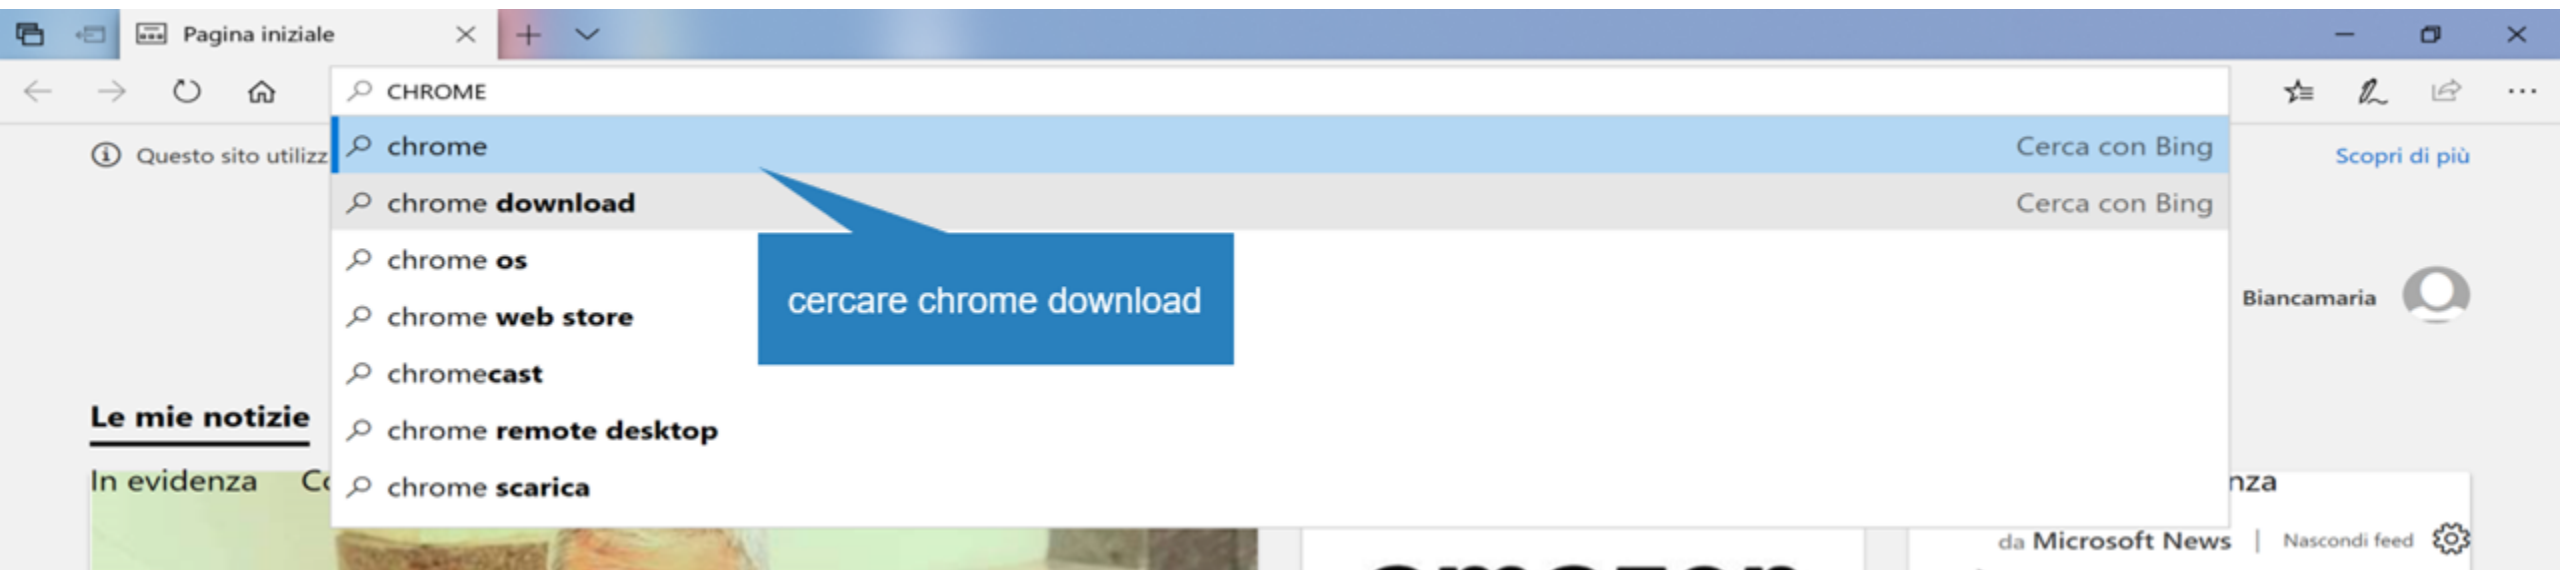 Pagina iniziale
CHROME
Questo sito utilizz
chrome Cerca con Bing
Scopri di più
chrome download Cerca con Bing
chrome os
cercare chrome download
Biancamaria
chrome web store
chromecast
Le mie notizie
chrome remote desktop
In evidenza
chrome scarica
da Microsoft News | Nascondi feed